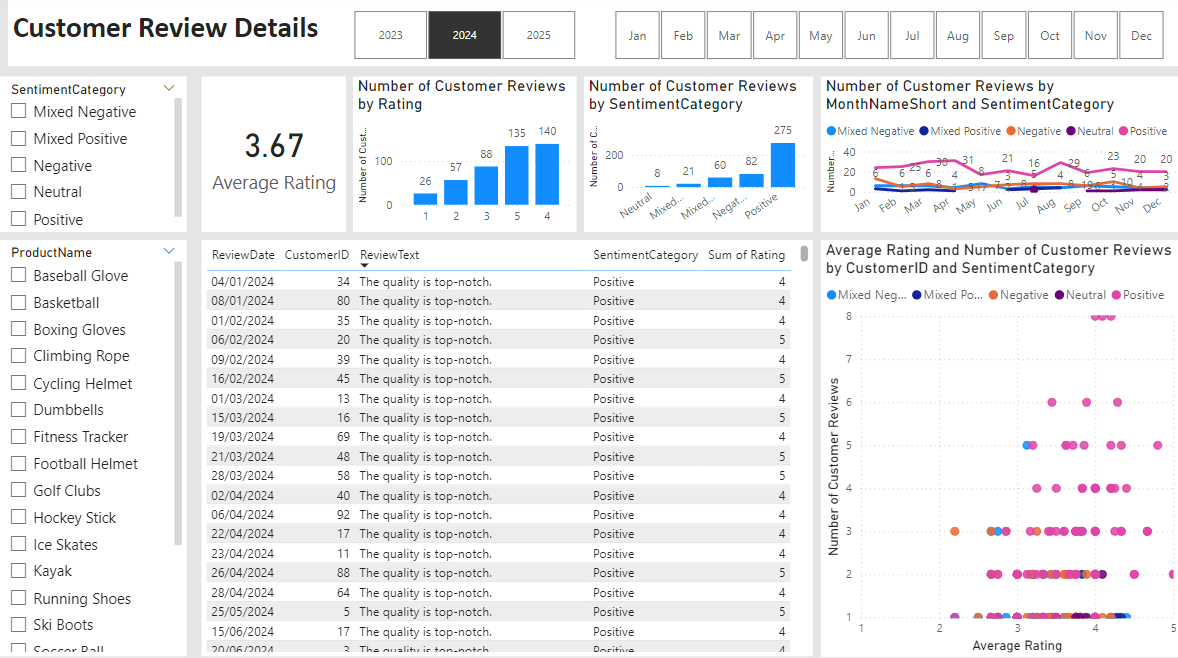 Customer Review Details
2023 2024 2025
Jan Feb Mar Apr May Jun Jul Aug Sep Oct Nov Dec
SentimentCategory
Mixed Negative
Mixed Positive
Negative
Neutral
Positive
3.67
Average Rating
Number of Customer Reviews
by Rating
Number of Cust...
100
0
26 57 88 135 140
1 2 3 5 4
Number of Customer Reviews
by SentimentCategory
Number of C...
200
0
8 21 60 82 275
Neutral Mixed... Mixed... Negat... Positive
Number of Customer Reviews by
MonthNameShort and SentimentCategory
Mixed Negative Mixed Positive Negative Neutral Positive
Number...
40
20
0
25 30 31 21 16 29 23 20 20
Jan Feb Mar Apr May Jun Jul Aug Sep Oct Nov Dec
ProductName
Baseball Glove
Basketball
Boxing Gloves
Climbing Rope
Cycling Helmet
Dumbbells
Fitness Tracker
Football Helmet
Golf Clubs
Hockey Stick
Ice Skates
Kayak
Running Shoes
Ski Boots
Soccer Ball
ReviewDate CustomerID ReviewText SentimentCategory Sum of Rating
04/01/2024 34 The quality is top-notch. Positive 4
08/01/2024 80 The quality is top-notch. Positive 4
01/02/2024 35 The quality is top-notch. Positive 4
06/02/2024 20 The quality is top-notch. Positive 5
09/02/2024 39 The quality is top-notch. Positive 4
16/02/2024 45 The quality is top-notch. Positive 5
01/03/2024 13 The quality is top-notch. Positive 4
15/03/2024 16 The quality is top-notch. Positive 5
19/03/2024 69 The quality is top-notch. Positive 4
21/03/2024 48 The quality is top-notch. Positive 5
28/03/2024 58 The quality is top-notch. Positive 5
02/04/2024 40 The quality is top-notch. Positive 4
06/04/2024 92 The quality is top-notch. Positive 4
22/04/2024 17 The quality is top-notch. Positive 4
23/04/2024 11 The quality is top-notch. Positive 4
26/04/2024 88 The quality is top-notch. Positive 5
28/04/2024 64 The quality is top-notch. Positive 4
25/05/2024 5 The quality is top-notch. Positive 5
15/06/2024 17 The quality is top-notch. Positive 4
20/06/2024 3 The quality is top-notch. Positive 4
Average Rating and Number of Customer Reviews
by CustomerID and SentimentCategory
Mixed Neg... Mixed Po... Negative Neutral Positive
Number of Customer Reviews
8
7
6
5
4
3
2
1
1 2 3 4 5
Average Rating